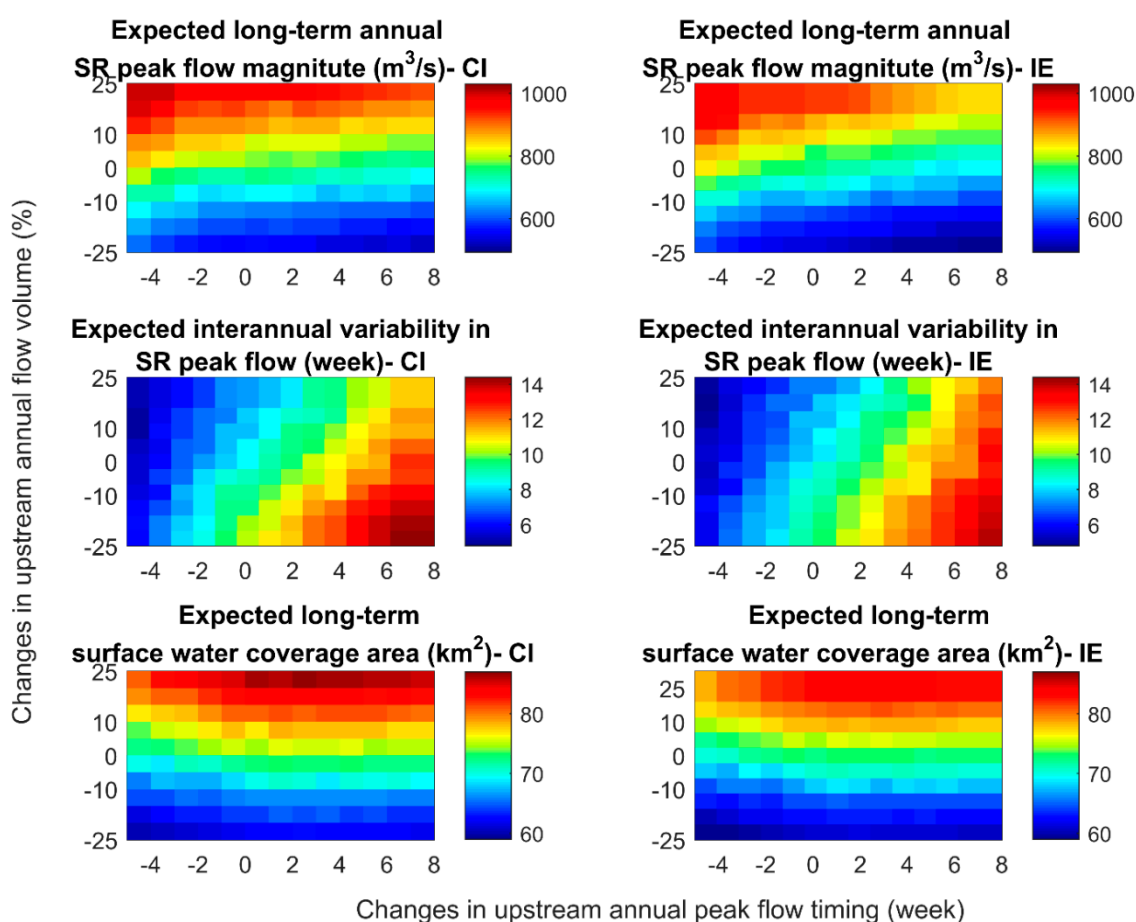 Expected long-term annual
SR peak flow magnitute (m³/s)- CI
25
10
0
-10
-25
-4 -2 0 2 4 6 8
1000
800
600
Expected long-term annual
SR peak flow magnitute (m³/s)- IE
25
10
0
-10
-25
-4 -2 0 2 4 6 8
1000
800
600
Expected interannual variability in
SR peak flow (week)- CI
25
10
0
-10
-25
-4 -2 0 2 4 6 8
14
12
10
8
6
Expected interannual variability in
SR peak flow (week)- IE
25
10
0
-10
-25
-4 -2 0 2 4 6 8
14
12
10
8
6
Expected long-term
surface water coverage area (km²)- CI
25
10
0
-10
-25
-4 -2 0 2 4 6 8
80
70
60
Expected long-term
surface water coverage area (km²)- IE
25
10
0
-10
-25
-4 -2 0 2 4 6 8
80
70
60
Changes in upstream annual flow volume (%)
Changes in upstream annual peak flow timing (week)